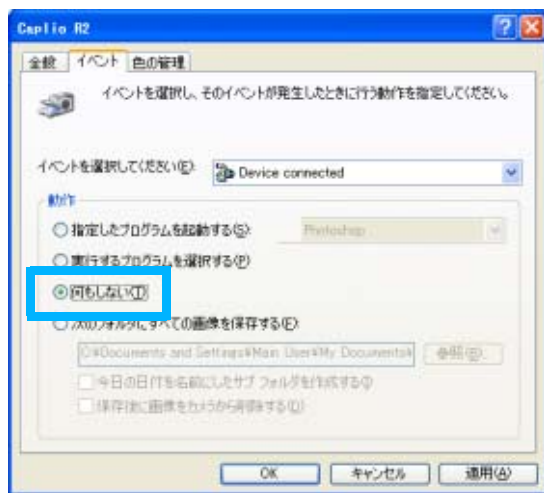 Caplio R2
全般 イベント 色の管理
イベントを選択し、そのイベントが発生したときに行う動作を指定してください。
イベントを選択してください(E): Device connected
動作
指定したプログラムを起動する(S): Photoshop
実行するプログラムを選択する(P)
何もしない(T)
次のフォルダにすべての画像を保存する(E):
C:¥Documents and Settings¥Main User¥My Documents¥ 参照(B)...
今日の日付を名前にしたサブ フォルダを作成する(I)
保存後に画像をカメラから削除する(D)
OK キャンセル 適用(A)